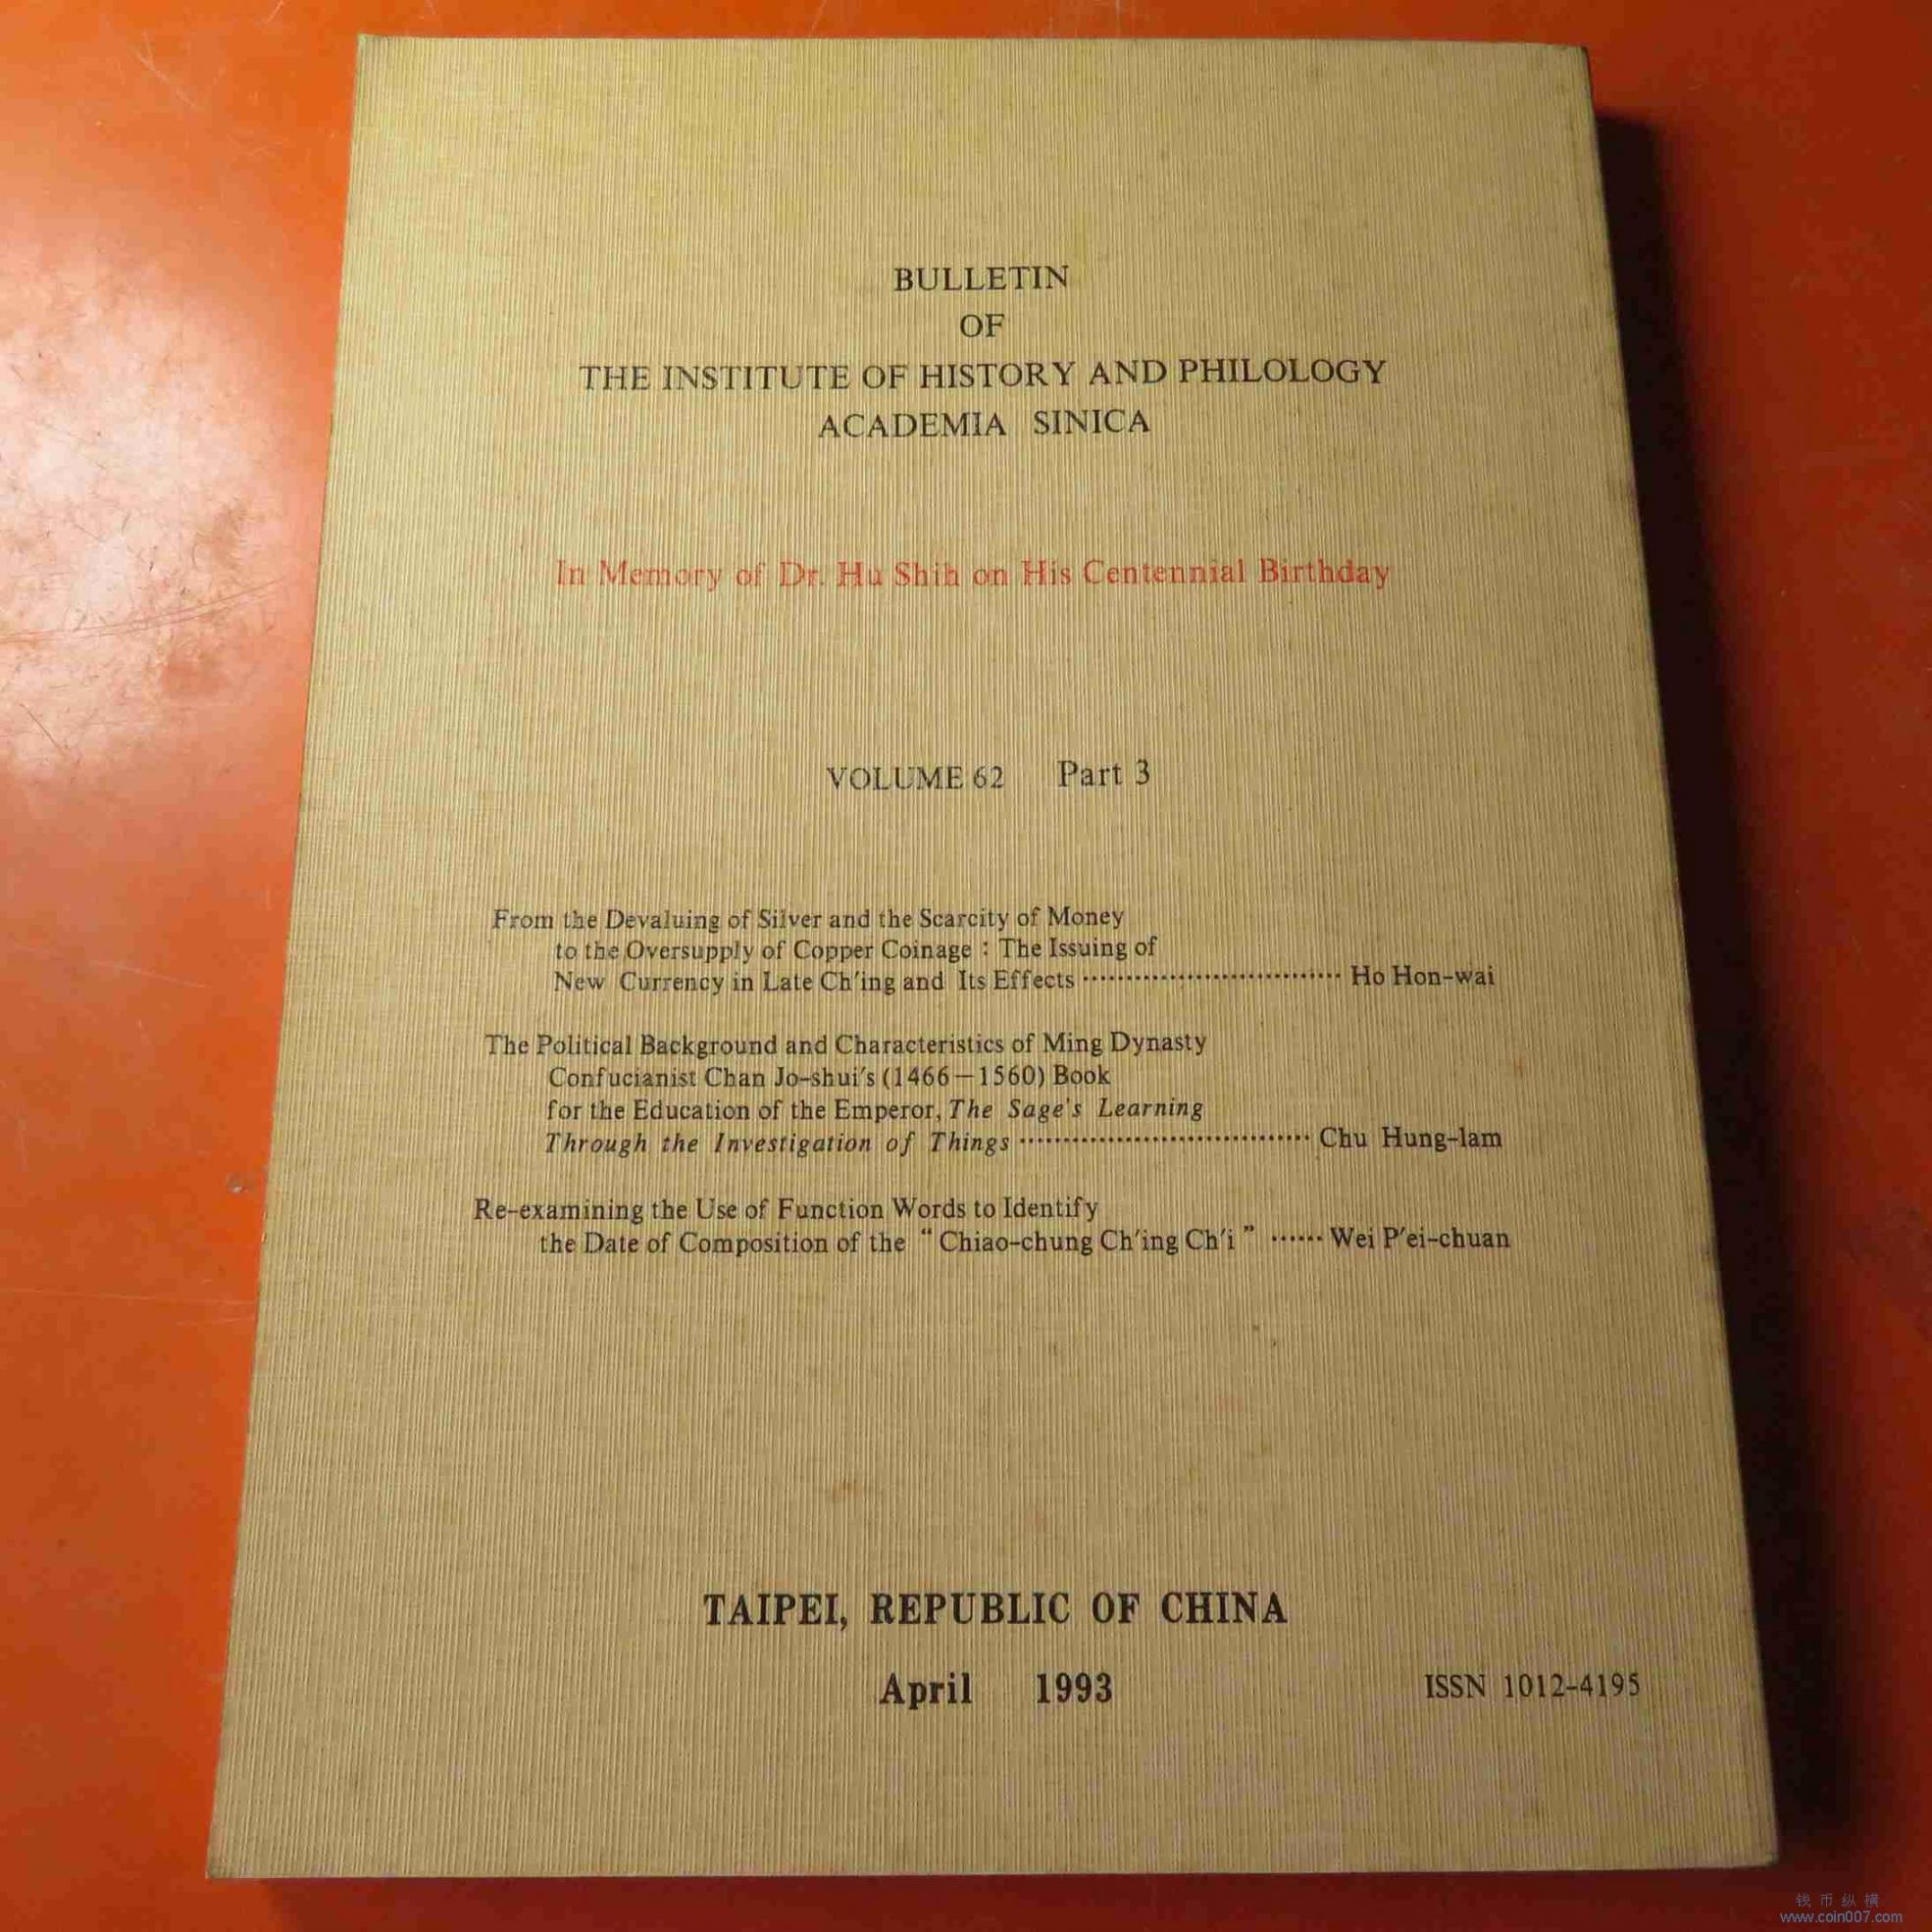 BULLETIN
OF
THE INSTITUTE OF HISTORY AND PHILOLOGY
ACADEMIA SINICA
In Memory of Dr. Hu Shih on His Centennial Birthday
VOLUME 62 Part 3
From the Devaluing of Silver and the Scarcity of Money
to the Oversupply of Copper Coinage : The Issuing of
New Currency in Late Ch'ing and Its Effects ······························ Ho Hon-wai
The Political Background and Characteristics of Ming Dynasty
Confucianist Chan Jo-shui's (1466－1560) Book
for the Education of the Emperor, The Sage's Learning
Through the Investigation of Things ································· Chu Hung-lam
Re-examining the Use of Function Words to Identify
the Date of Composition of the “Chiao-chung Ch'ing Ch'i” ······ Wei P'ei-chuan
TAIPEI, REPUBLIC OF CHINA
April 1993
ISSN 1012-4195
钱币纵横
www.coin007.com